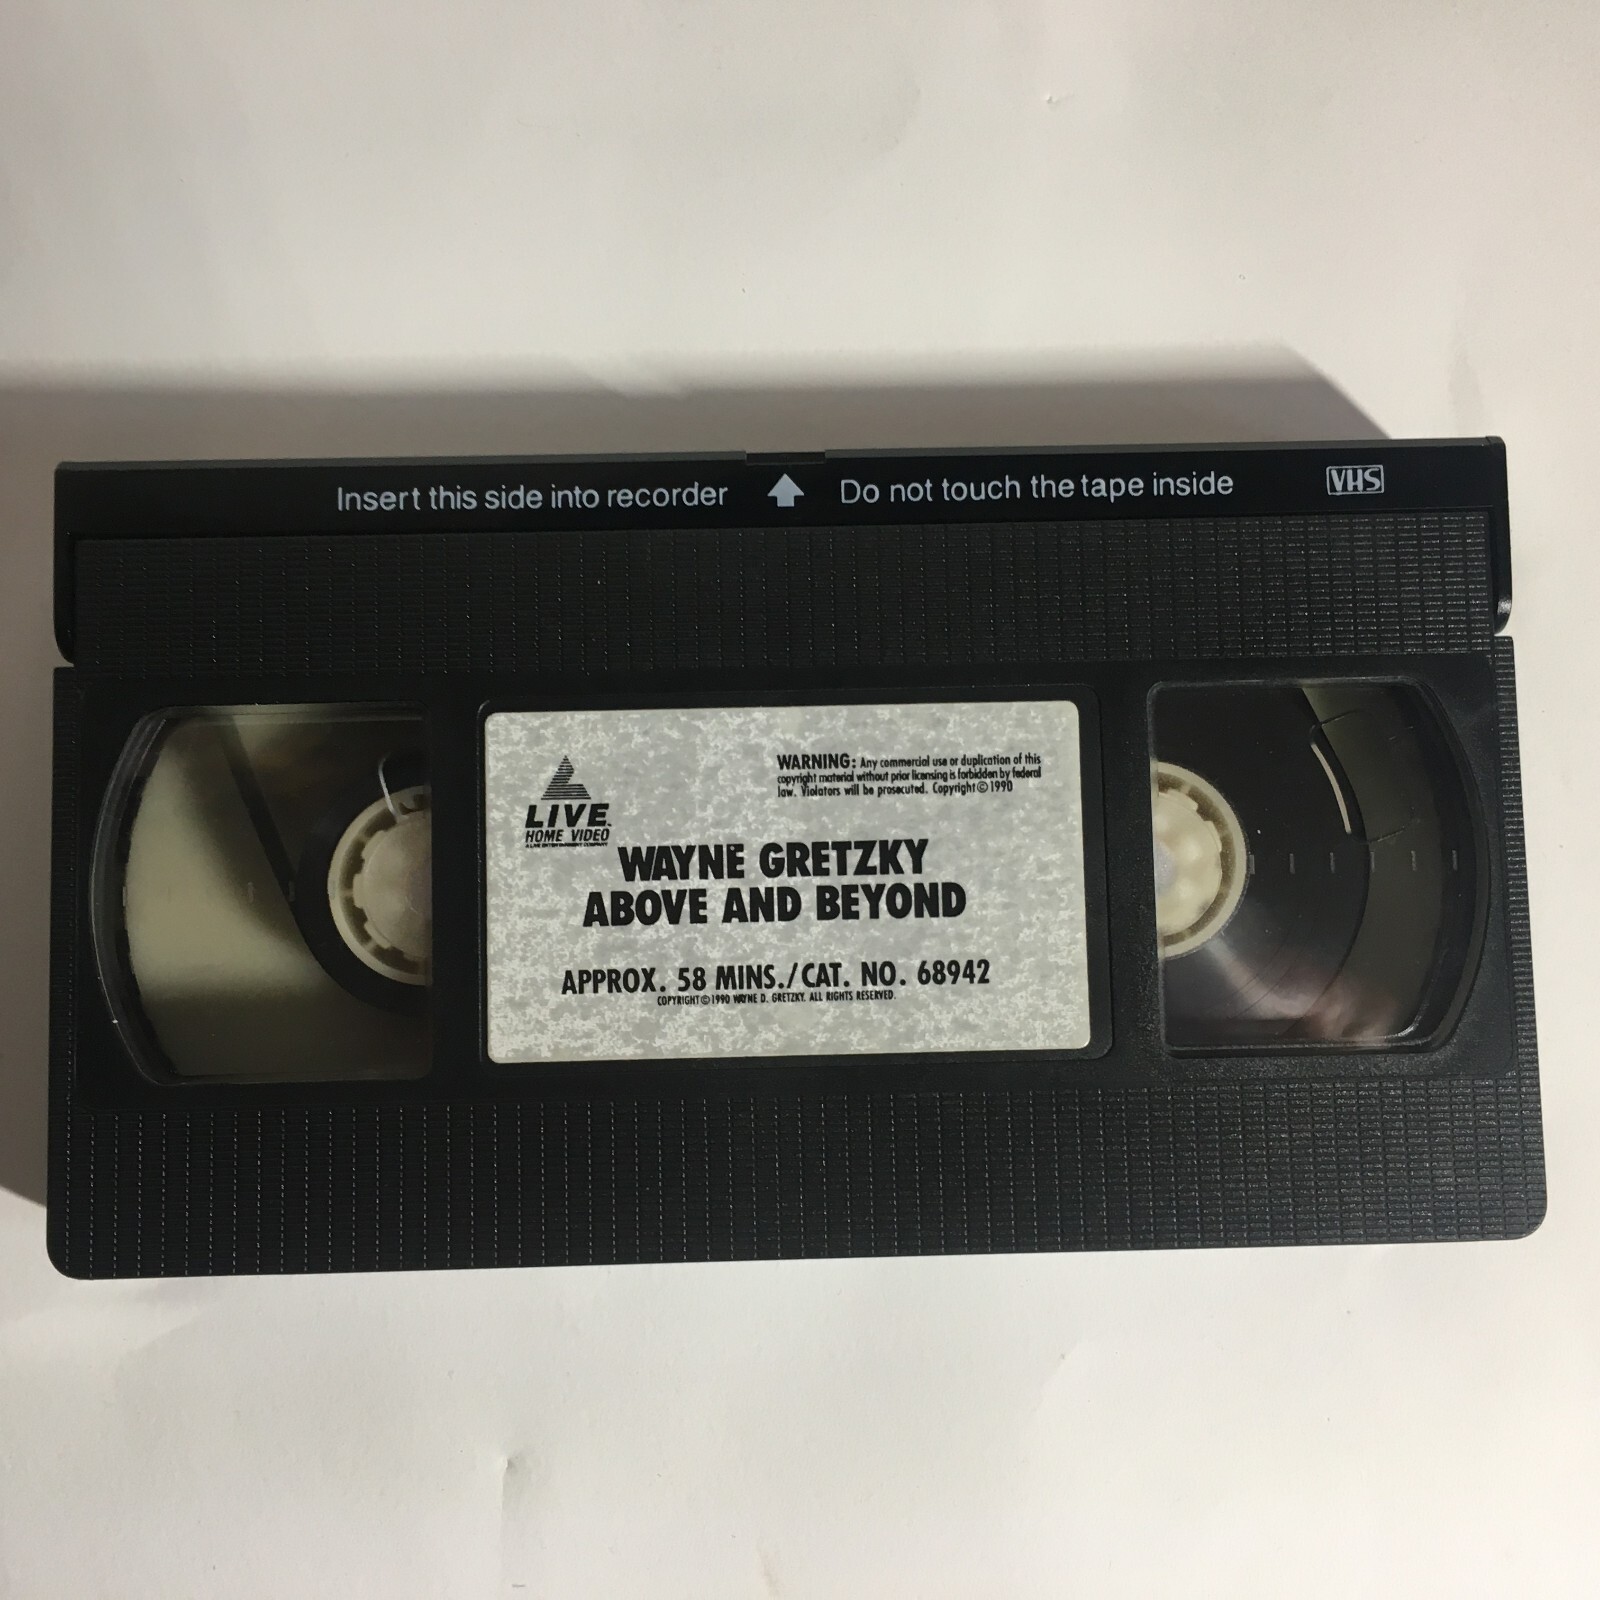 Insert this side into recorder Do not touch the tape inside VHS
LIVE
HOME VIDEO
A LIVE ENTERTAINMENT COMPANY
WARNING: Any commercial use or duplication of this
copyright material without prior licensing is forbidden by federal
law. Violators will be prosecuted. Copyright © 1990
WAYNE GRETZKY
ABOVE AND BEYOND
APPROX. 58 MINS./CAT. NO. 68942
COPYRIGHT © 1990 WAYNE D. GRETZKY. ALL RIGHTS RESERVED.